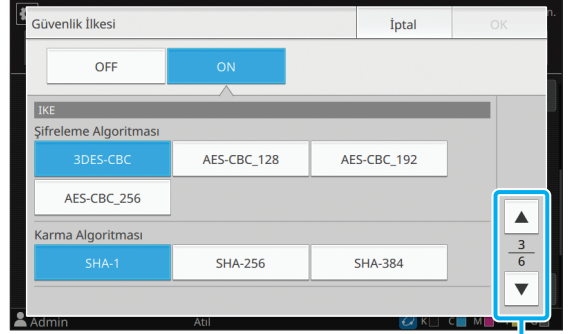 Güvenlik İlkesi İptal OK
n.
OFF ON
IKE
Şifreleme Algoritması
3DES-CBC AES-CBC_128 AES-CBC_192
AES-CBC_256
Karma Algoritması
SHA-1 SHA-256 SHA-384
3
6
Admin Atıl K C M